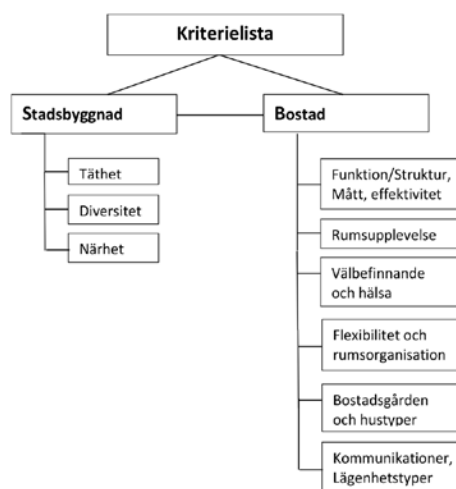 Kriterielista
Stadsbyggnad
Täthet
Diversitet
Närhet
Bostad
Funktion/Struktur,
Mått, effektivitet
Rumsupplevelse
Välbefinnande
och hälsa
Flexibilitet och
rumsorganisation
Bostadsgården
och hustyper
Kommunikationer,
Lägenhetstyper